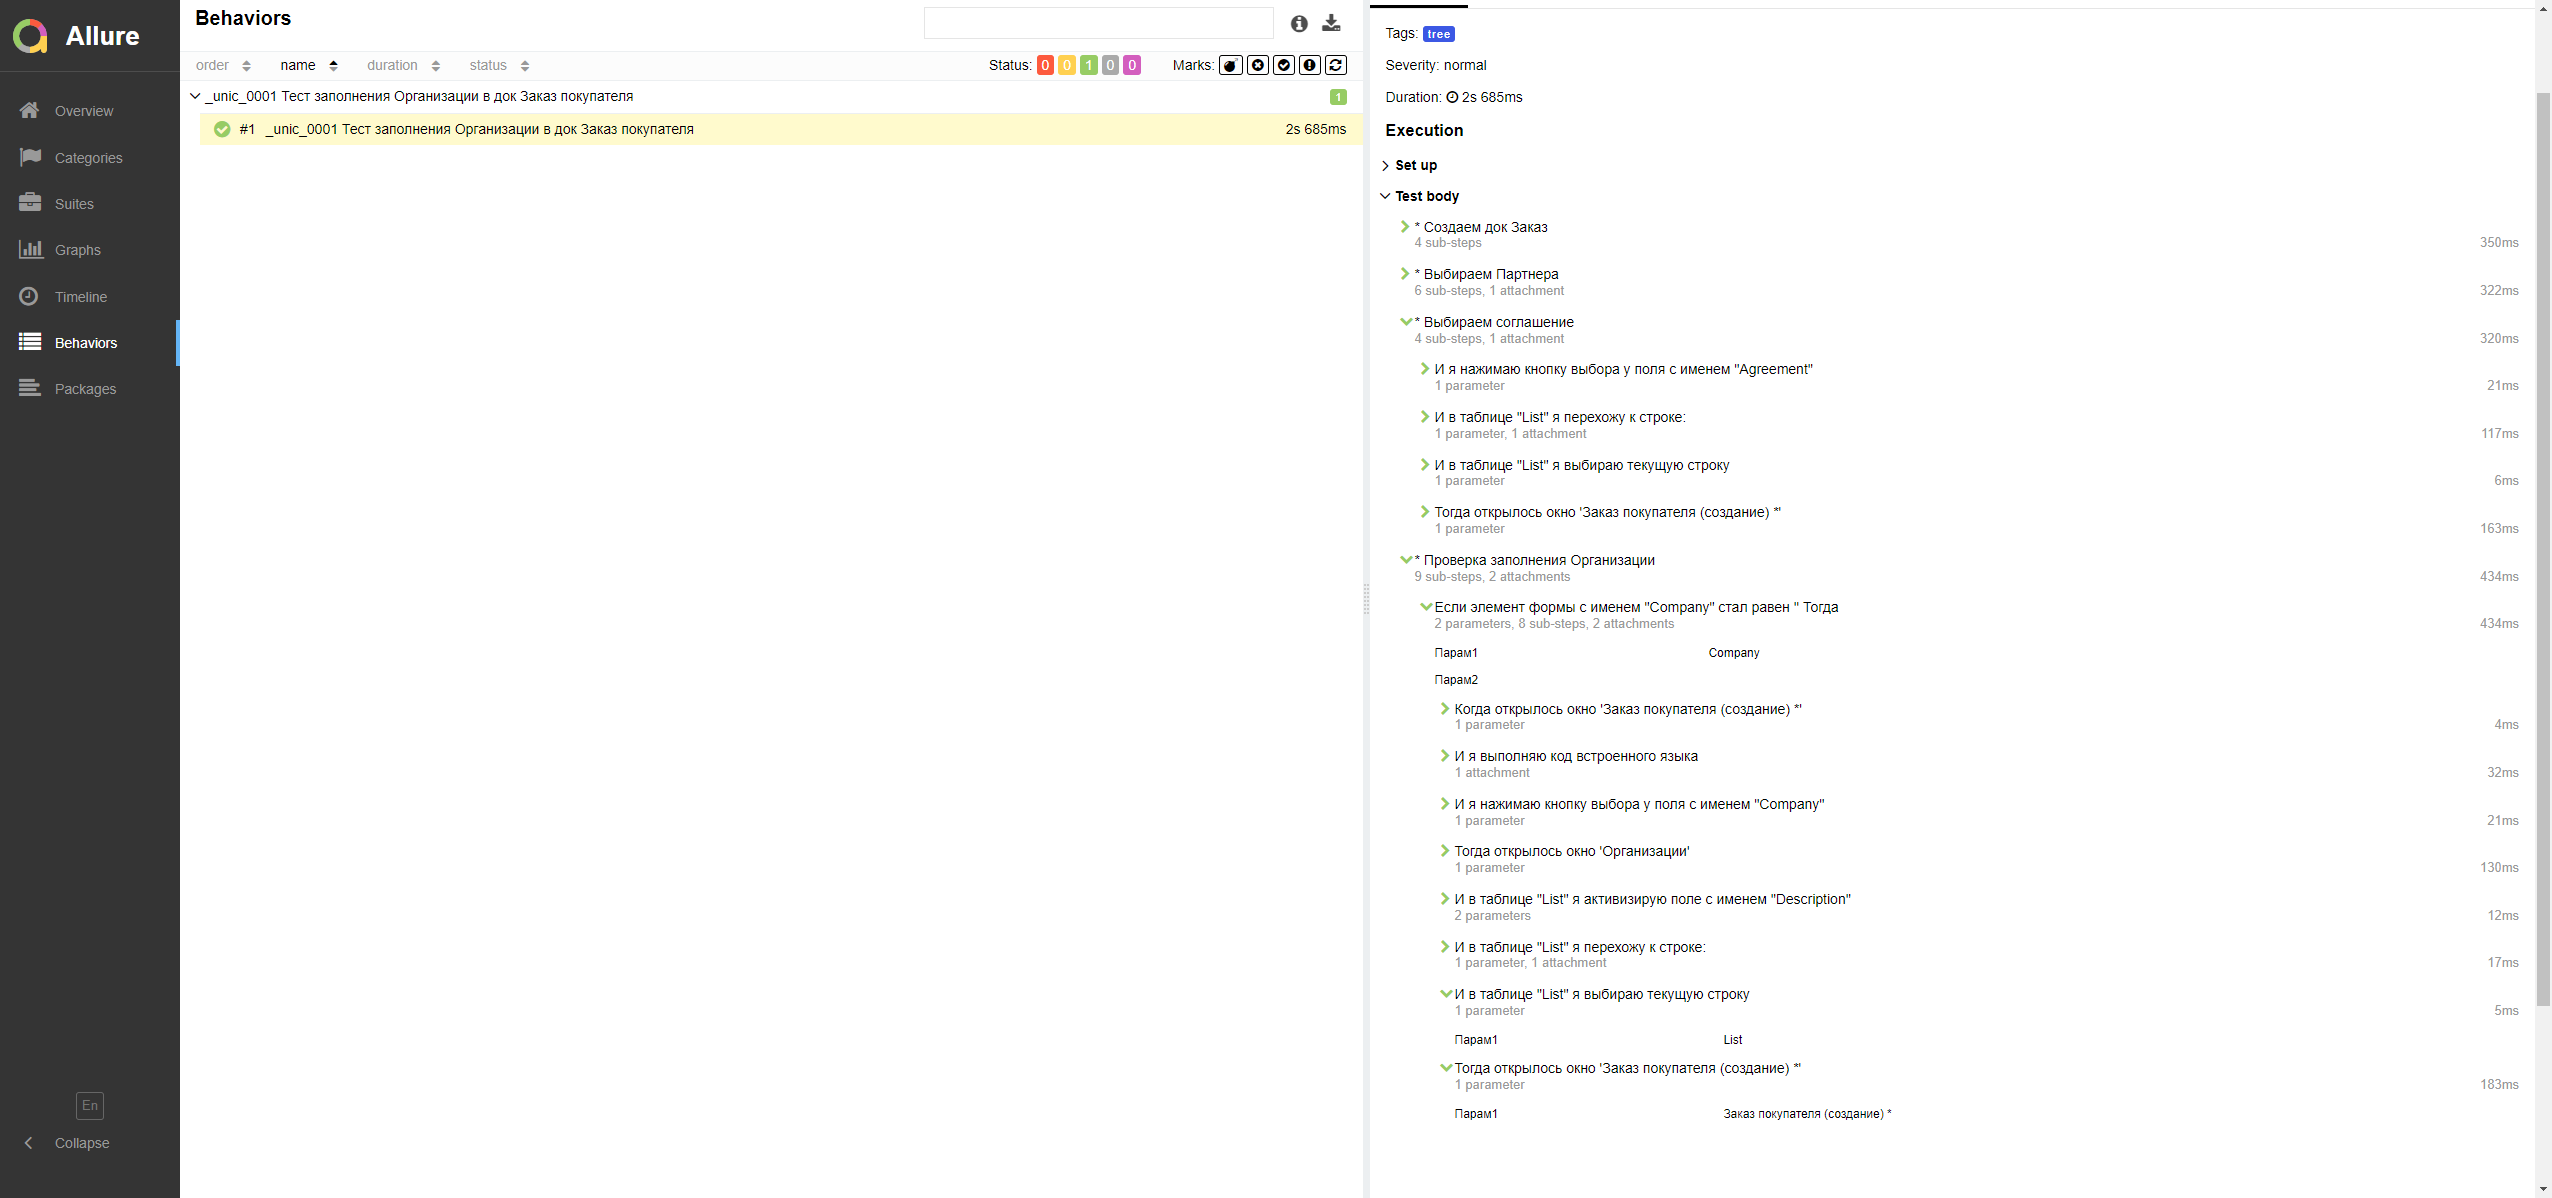 Allure
Overview
Categories
Suites
Graphs
Timeline
Behaviors
Packages
En
Collapse
Behaviors
order name duration status
Status: 0 0 1 0 0 Marks:
_unic_0001 Тест заполнения Организации в док Заказ покупателя 1
#1 _unic_0001 Тест заполнения Организации в док Заказ покупателя 2s 685ms
Tags: tree
Severity: normal
Duration: 2s 685ms
Execution
Set up
Test body
* Создаем док Заказ
4 sub-steps 350ms
* Выбираем Партнера
6 sub-steps, 1 attachment 322ms
* Выбираем соглашение
4 sub-steps, 1 attachment 320ms
И я нажимаю кнопку выбора у поля с именем "Agreement"
1 parameter 21ms
И в таблице "List" я перехожу к строке:
1 parameter, 1 attachment 117ms
И в таблице "List" я выбираю текущую строку
1 parameter 6ms
Тогда открылось окно 'Заказ покупателя (создание) *'
1 parameter 163ms
* Проверка заполнения Организации
9 sub-steps, 2 attachments 434ms
Если элемент формы с именем "Company" стал равен '' Тогда
2 parameters, 8 sub-steps, 2 attachments 434ms
Парам1 Company
Парам2
Когда открылось окно 'Заказ покупателя (создание) *'
1 parameter 4ms
И я выполняю код встроенного языка
1 attachment 32ms
И я нажимаю кнопку выбора у поля с именем "Company"
1 parameter 21ms
Тогда открылось окно 'Организации'
1 parameter 130ms
И в таблице "List" я активизирую поле с именем "Description"
2 parameters 12ms
И в таблице "List" я перехожу к строке:
1 parameter, 1 attachment 17ms
И в таблице "List" я выбираю текущую строку
1 parameter 5ms
Парам1 List
Тогда открылось окно 'Заказ покупателя (создание) *'
1 parameter 183ms
Парам1 Заказ покупателя (создание) *